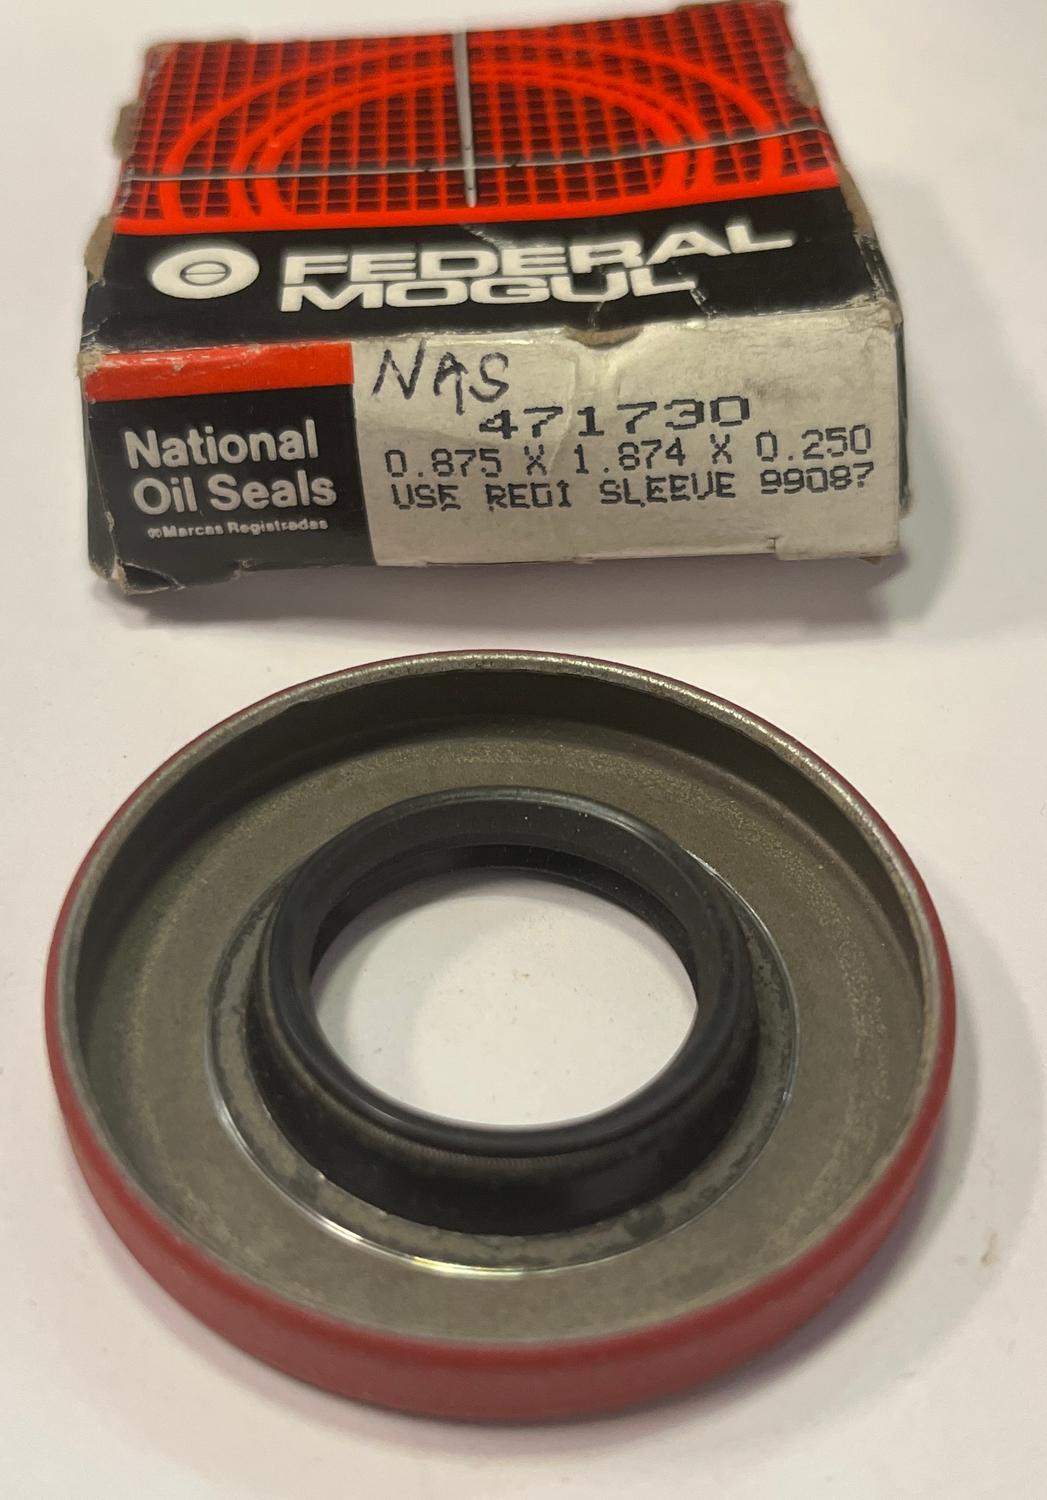 FEDERAL
MOGUL
National
Oil Seals
Marcas Registradas
NAS
471730
0.875 X 1.874 X 0.250
USE REDI SLEEVE 99087